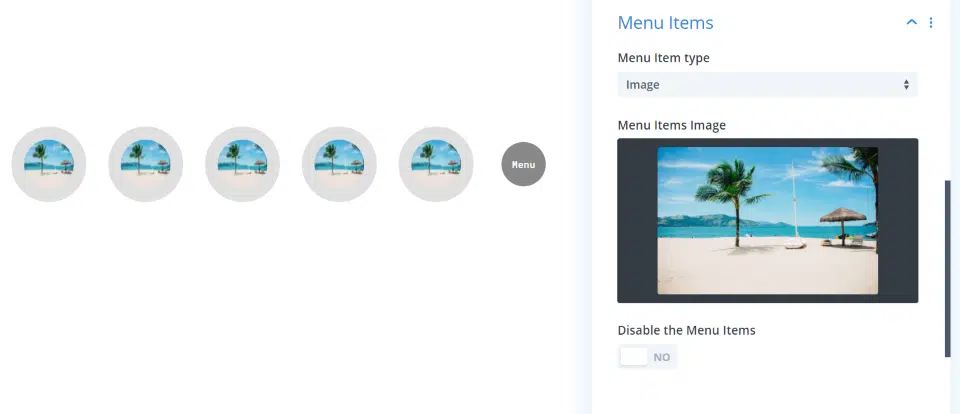 Menu
Menu Items
Menu Item type
Image
Menu Items Image
Disable the Menu Items
NO